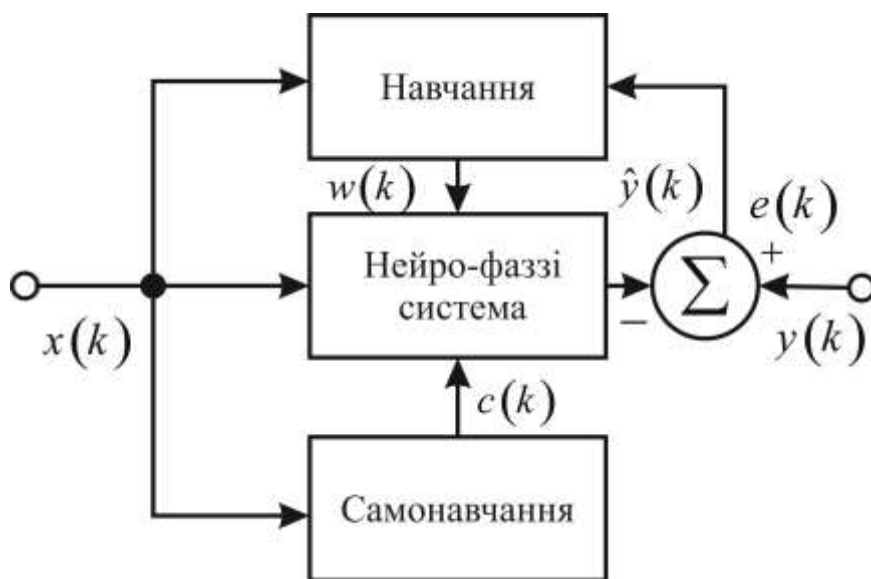 Навчання
w(k)
ŷ(k)
e(k)
+
Нейро-фаззі
система
Σ
−
x(k)
y(k)
c(k)
Самонавчання